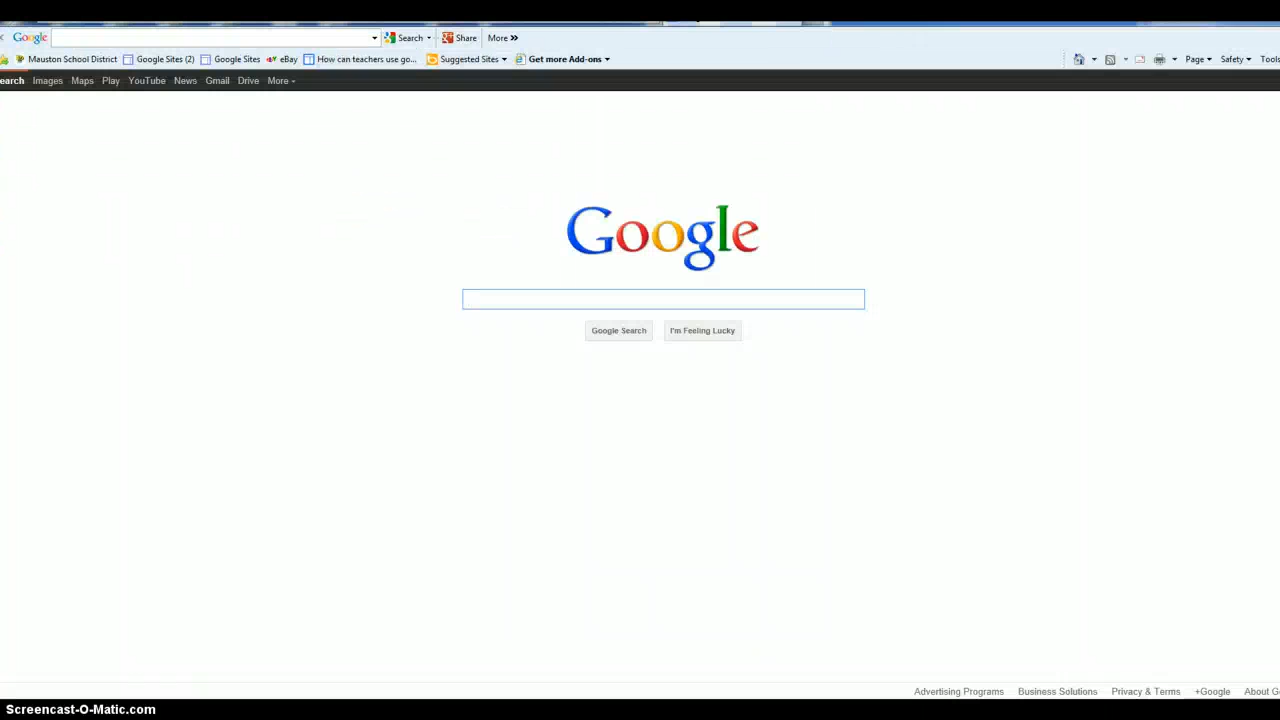 Google Search Share More »
Mauston School District Google Sites (2) Google Sites eBay How can teachers use go... Suggested Sites Get more Add-ons Page Safety Tools
earch Images Maps Play YouTube News Gmail Drive More
Google
Google Search I'm Feeling Lucky
Advertising Programs Business Solutions Privacy & Terms +Google About G
Screencast-O-Matic.com